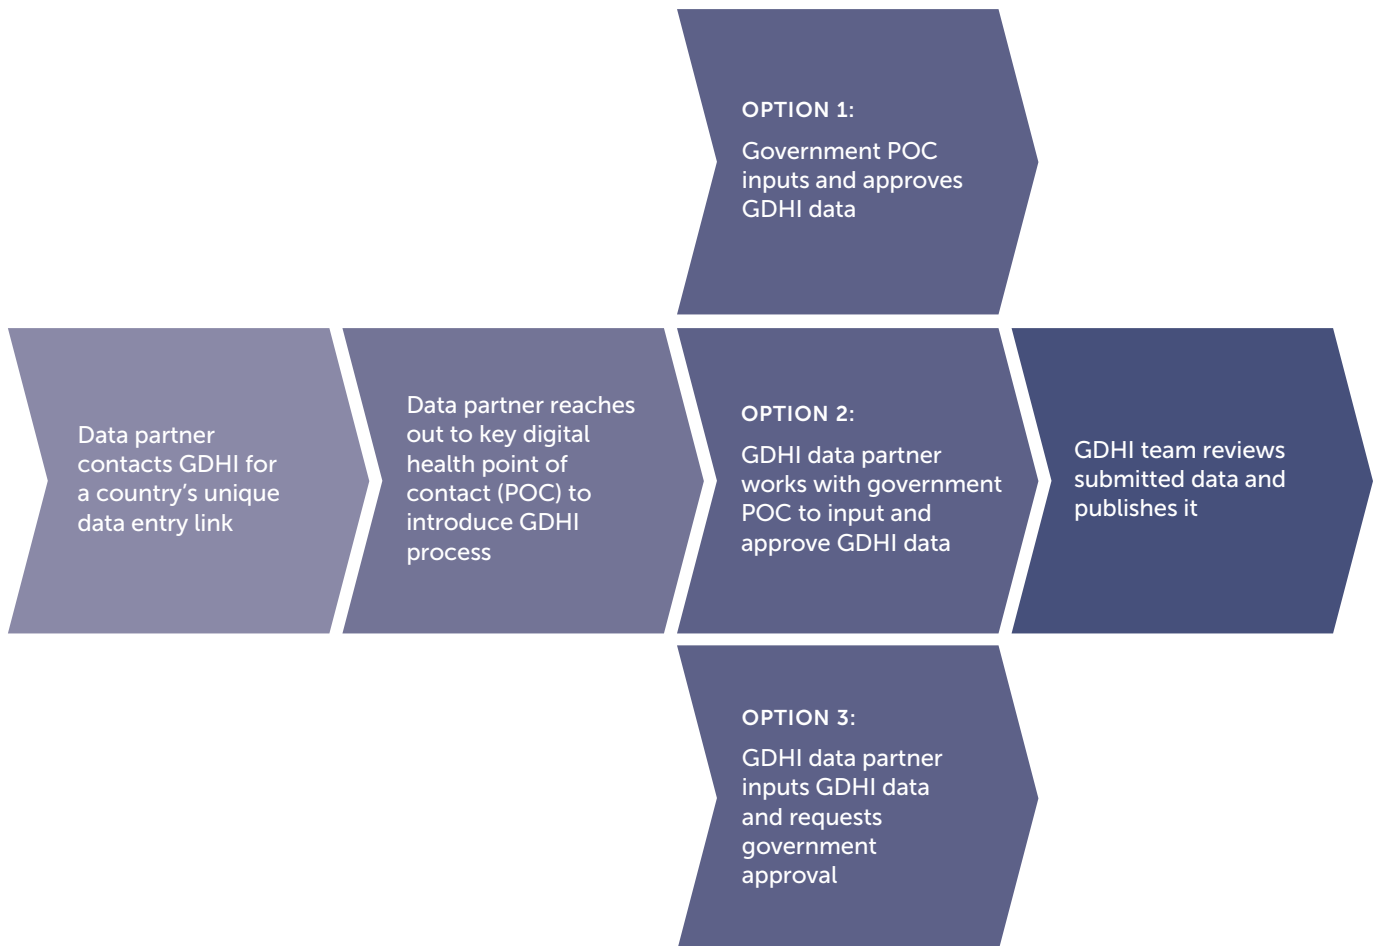 Data partner
contacts GDHI for
a country's unique
data entry link
Data partner reaches
out to key digital
health point of
contact (POC) to
introduce GDHI
process
OPTION 1:
Government POC
inputs and approves
GDHI data
OPTION 2:
GDHI data partner
works with government
POC to input and
approve GDHI data
OPTION 3:
GDHI data partner
inputs GDHI data
and requests
government
approval
GDHI team reviews
submitted data and
publishes it